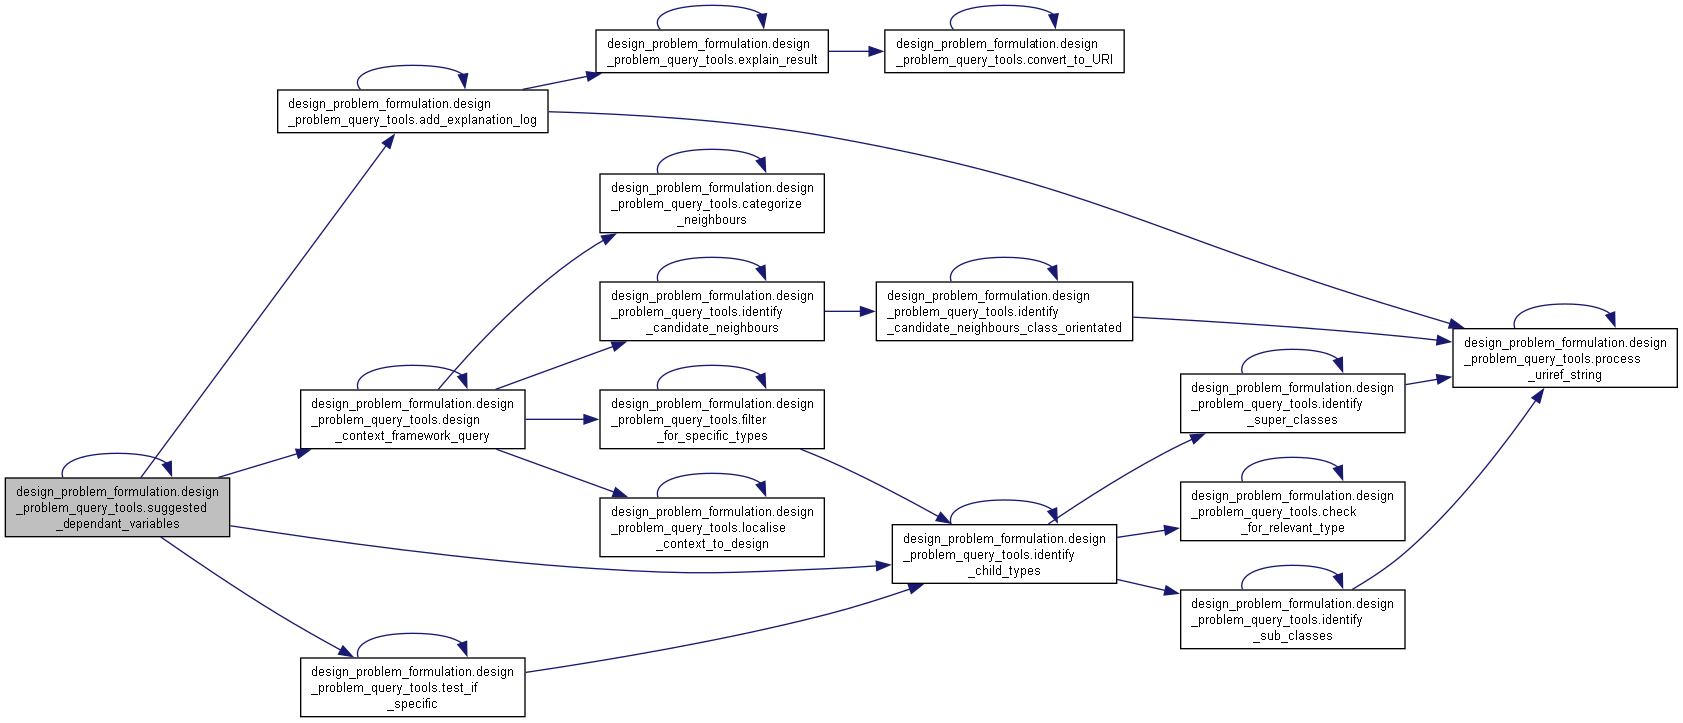 design_problem_formulation.design
_problem_query_tools.explain_result
design_problem_formulation.design
_problem_query_tools.convert_to_URI
design_problem_formulation.design
_problem_query_tools.add_explanation_log
design_problem_formulation.design
_problem_query_tools.categorize
_neighbours
design_problem_formulation.design
_problem_query_tools.identify
_candidate_neighbours
design_problem_formulation.design
_problem_query_tools.identify
_candidate_neighbours_class_orientated
design_problem_formulation.design
_problem_query_tools.process
_uriref_string
design_problem_formulation.design
_problem_query_tools.identify
_super_classes
design_problem_formulation.design
_problem_query_tools.design
_context_framework_query
design_problem_formulation.design
_problem_query_tools.filter
_for_specific_types
design_problem_formulation.design
_problem_query_tools.suggested
_dependant_variables
design_problem_formulation.design
_problem_query_tools.localise
_context_to_design
design_problem_formulation.design
_problem_query_tools.check
_for_relevant_type
design_problem_formulation.design
_problem_query_tools.identify
_child_types
design_problem_formulation.design
_problem_query_tools.identify
_sub_classes
design_problem_formulation.design
_problem_query_tools.test_if
_specific